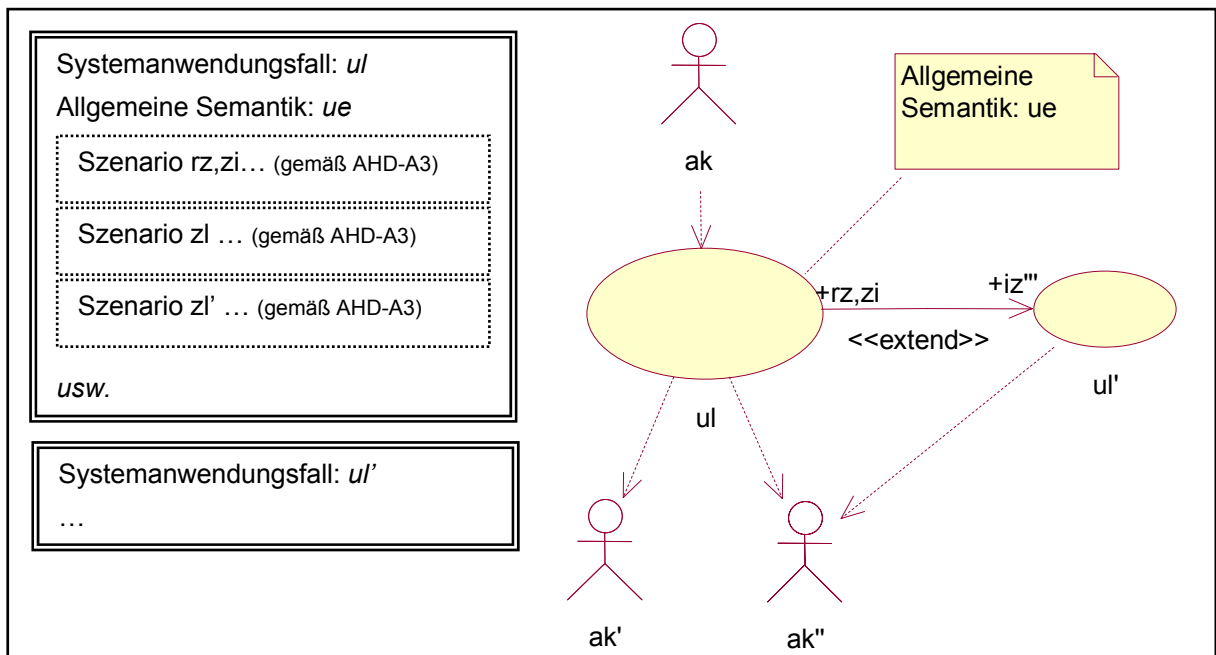 Systemanwendungsfall: ul
Allgemeine Semantik: ue
Szenario rz,zi… (gemäß AHD-A3)
Szenario zl … (gemäß AHD-A3)
Szenario zl’ … (gemäß AHD-A3)
usw.
Systemanwendungsfall: ul’
…
ak
Allgemeine
Semantik: ue
+rz,zi
+iz'''
<<extend>>
ul
ul'
ak'
ak''